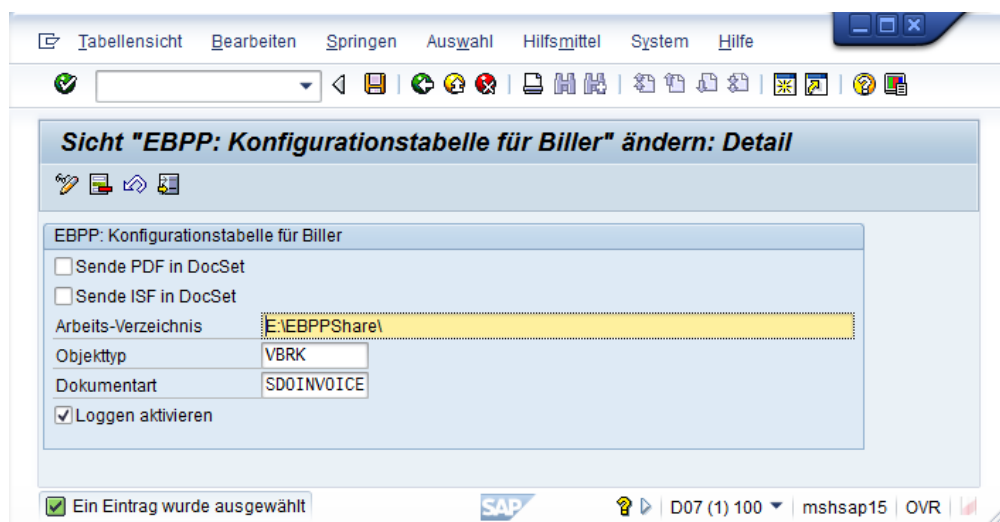 Tabellensicht Bearbeiten Springen Auswahl Hilfsmittel System Hilfe
Sicht "EBPP: Konfigurationstabelle für Biller" ändern: Detail
EBPP: Konfigurationstabelle für Biller
Sende PDF in DocSet
Sende ISF in DocSet
Arbeits-Verzeichnis E:\EBPPShare\
Objekttyp VBRK
Dokumentart SDOINVOICE
Loggen aktivieren
Ein Eintrag wurde ausgewählt SAP D07 (1) 100 mshsap15 OVR